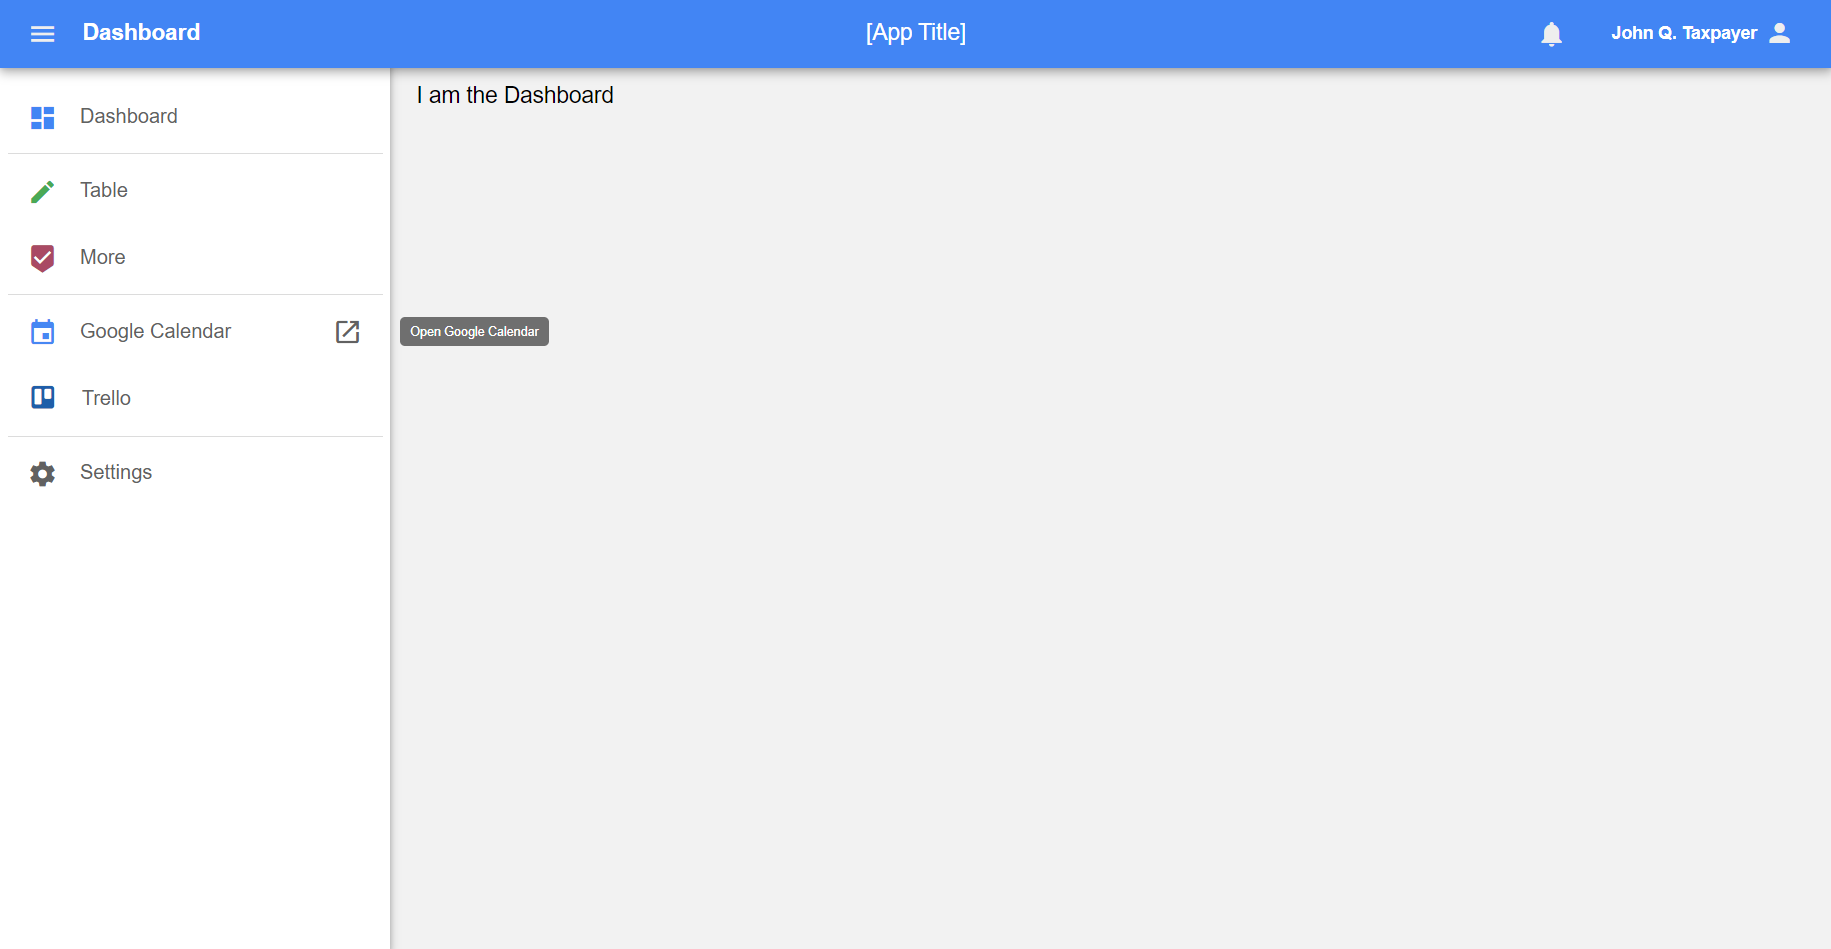 Dashboard
[App Title]
John Q. Taxpayer
Dashboard
Table
More
Google Calendar
Trello
Settings
I am the Dashboard
Open Google Calendar